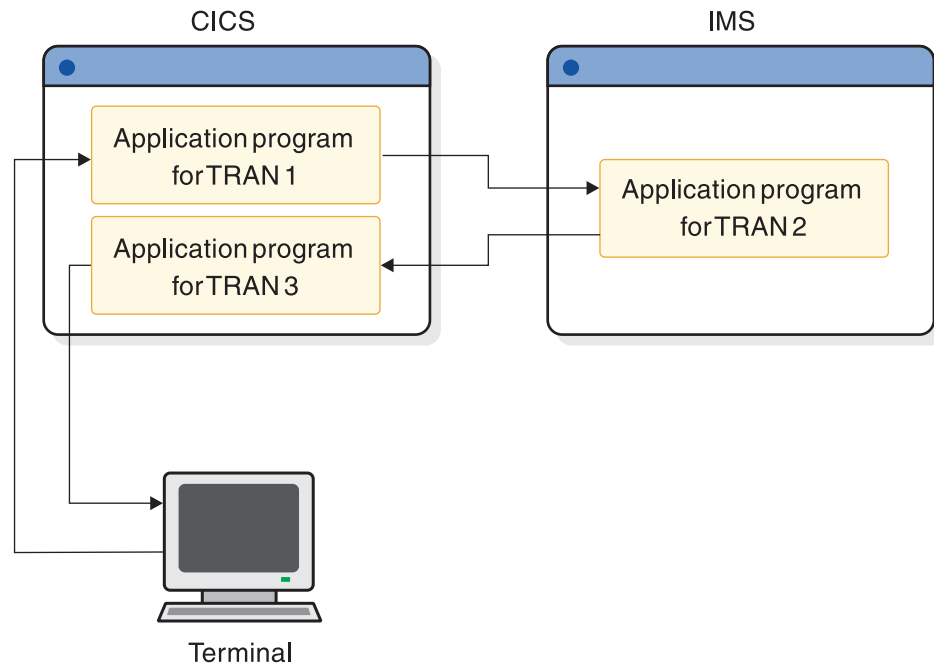 CICS
IMS
Application program
for TRAN 1
Application program
for TRAN 2
Application program
for TRAN 3
Terminal